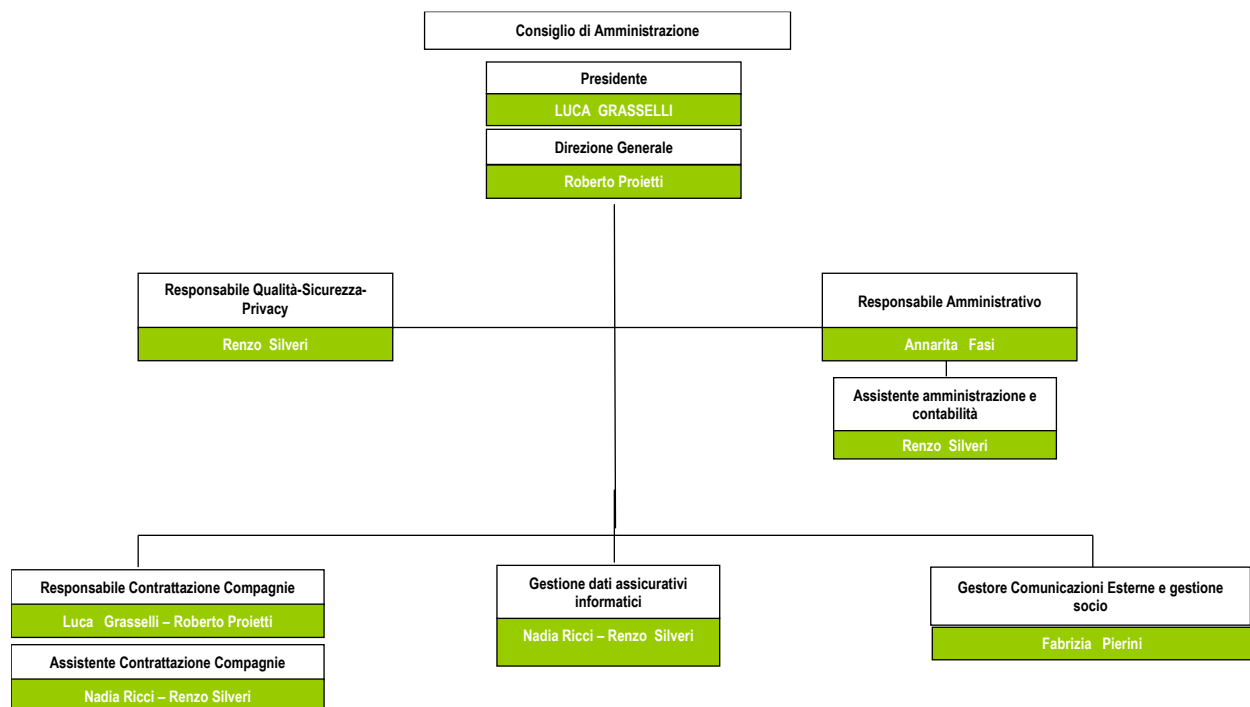 Consiglio di Amministrazione
Presidente
LUCA GRASSELLI
Direzione Generale
Roberto Proietti
Responsabile Qualità-Sicurezza-
Privacy
Renzo Silveri
Responsabile Amministrativo
Annarita Fasi
Assistente amministrazione e
contabilità
Renzo Silveri
Responsabile Contrattazione Compagnie
Luca Grasselli – Roberto Proietti
Assistente Contrattazione Compagnie
Nadia Ricci – Renzo Silveri
Gestione dati assicurativi
informatici
Nadia Ricci – Renzo Silveri
Gestore Comunicazioni Esterne e gestione
socio
Fabrizia Pierini